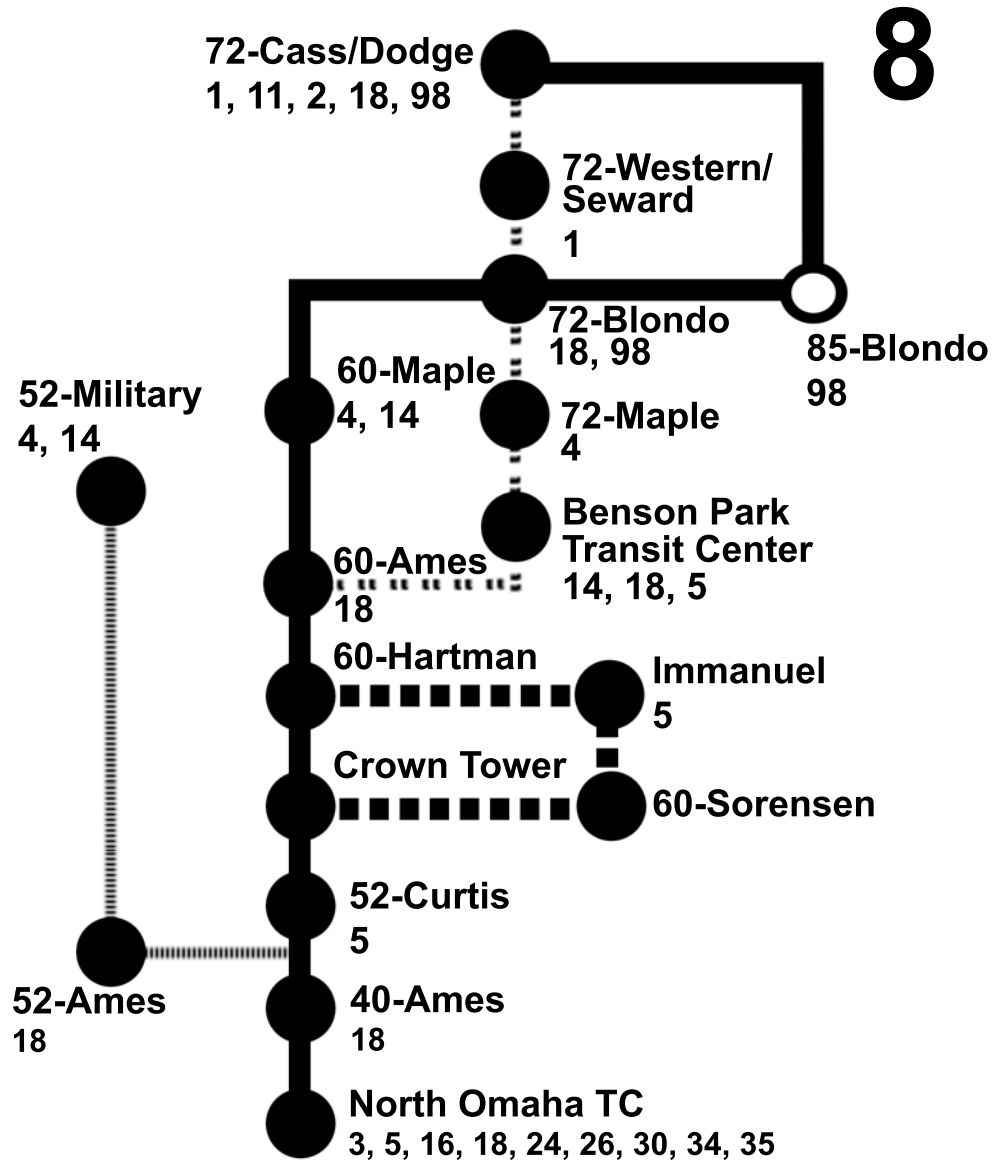 8
72-Cass/Dodge
1, 11, 2, 18, 98
72-Western/
Seward
1
72-Blondo
18, 98
85-Blondo
98
60-Maple
4, 14
52-Military
4, 14
72-Maple
4
Benson Park
Transit Center
14, 18, 5
60-Ames
18
60-Hartman
Immanuel
5
Crown Tower
60-Sorensen
52-Curtis
5
52-Ames
18
40-Ames
18
North Omaha TC
3, 5, 16, 18, 24, 26, 30, 34, 35